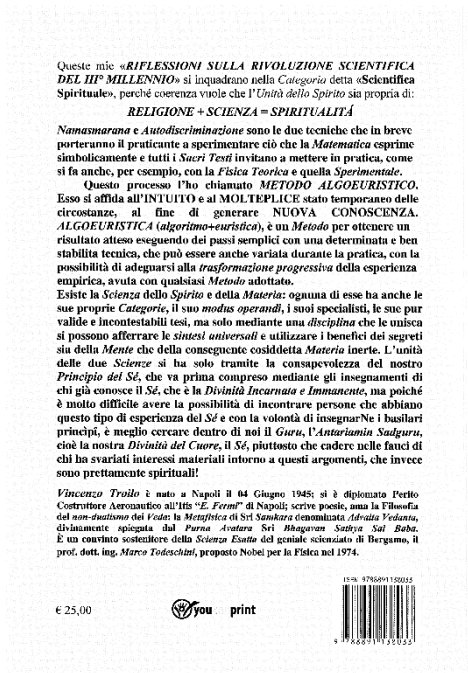 Queste mie «RIFLESSIONI SULLA RIVOLUZIONE SCIENTIFICA
DEL III° MILLENNIO» si inquadrano nella Categoria detta «Scientifica
Spirituale», perché coerenza vuole che l'Unità dello Spirito sia propria di:
RELIGIONE + SCIENZA = SPIRITUALITÁ
Namasmarana e Autodiscriminazione sono le due tecniche che in breve
porteranno il praticante a sperimentare ciò che la Matematica esprime
simbolicamente e tutti i Sacri Testi invitano a mettere in pratica, come
si fa anche, per esempio, con la Fisica Teorica e quella Sperimentale.
Questo processo l'ho chiamato METODO ALGOEURISTICO.
Esso si affida all'INTUITO e al MOLTEPLICE stato temporaneo delle
circostanze, al fine di generare NUOVA CONOSCENZA.
ALGOEURISTICA (algoritmo+euristica), è un Metodo per ottenere un
risultato atteso eseguendo dei passi semplici con una determinata e ben
stabilita tecnica, che può essere anche variata durante la pratica, con la
possibilità di adeguarsi alla trasformazione progressiva della esperienza
empirica, avuta con qualsiasi Metodo adottato.
Esiste la Scienza dello Spirito e della Materia: ognuna di esse ha anche le
sue proprie Categorie, il suo modus operandi, i suoi specialisti, le sue pur
valide e incontestabili tesi, ma solo mediante una disciplina che le unisca
si possono afferrare le sintesi universali e utilizzare i benefici dei segreti
sia della Mente che della conseguente cosiddetta Materia inerte. L'unità
delle due Scienze si ha solo tramite la consapevolezza del nostro
Principio del Sé, che va prima compreso mediante gli insegnamenti di
chi già conosce il Sé, che è la Divinità Incarnata e Immanente, ma poiché
è molto difficile avere la possibilità di incontrare persone che abbiano
questo tipo di esperienza del Sé e con la volontà di insegnarNe i basilari
princìpî, è meglio cercare dentro di noi il Guru, l'Antariamin Sadguru,
cioè la nostra Divinità del Cuore, il Sé, piuttosto che cadere nelle fauci di
chi ha svariati interessi materiali intorno a questi argomenti, che invece
sono prettamente spirituali!
Vincenzo Troilo è nato a Napoli il 04 Giugno 1945; si è diplomato Perito
Costruttore Aeronautico all'Itis "E. Fermi" di Napoli; scrive poesie, ama la Filosofia
del non-dualismo dei Veda: la Metafisica di Sri Samkara denominata Advaita Vedanta,
divinamente spiegata dal Purna Avatara Sri Bhagavan Sathya Sai Baba.
È un convinto sostenitore della Scienza Esatta del geniale scienziato di Bergamo, il
prof. dott. ing. Marco Todeschini, proposto Nobel per la Fisica nel 1974.
ISBN 9788891138033
€ 25,00
you print
9 788891 138033